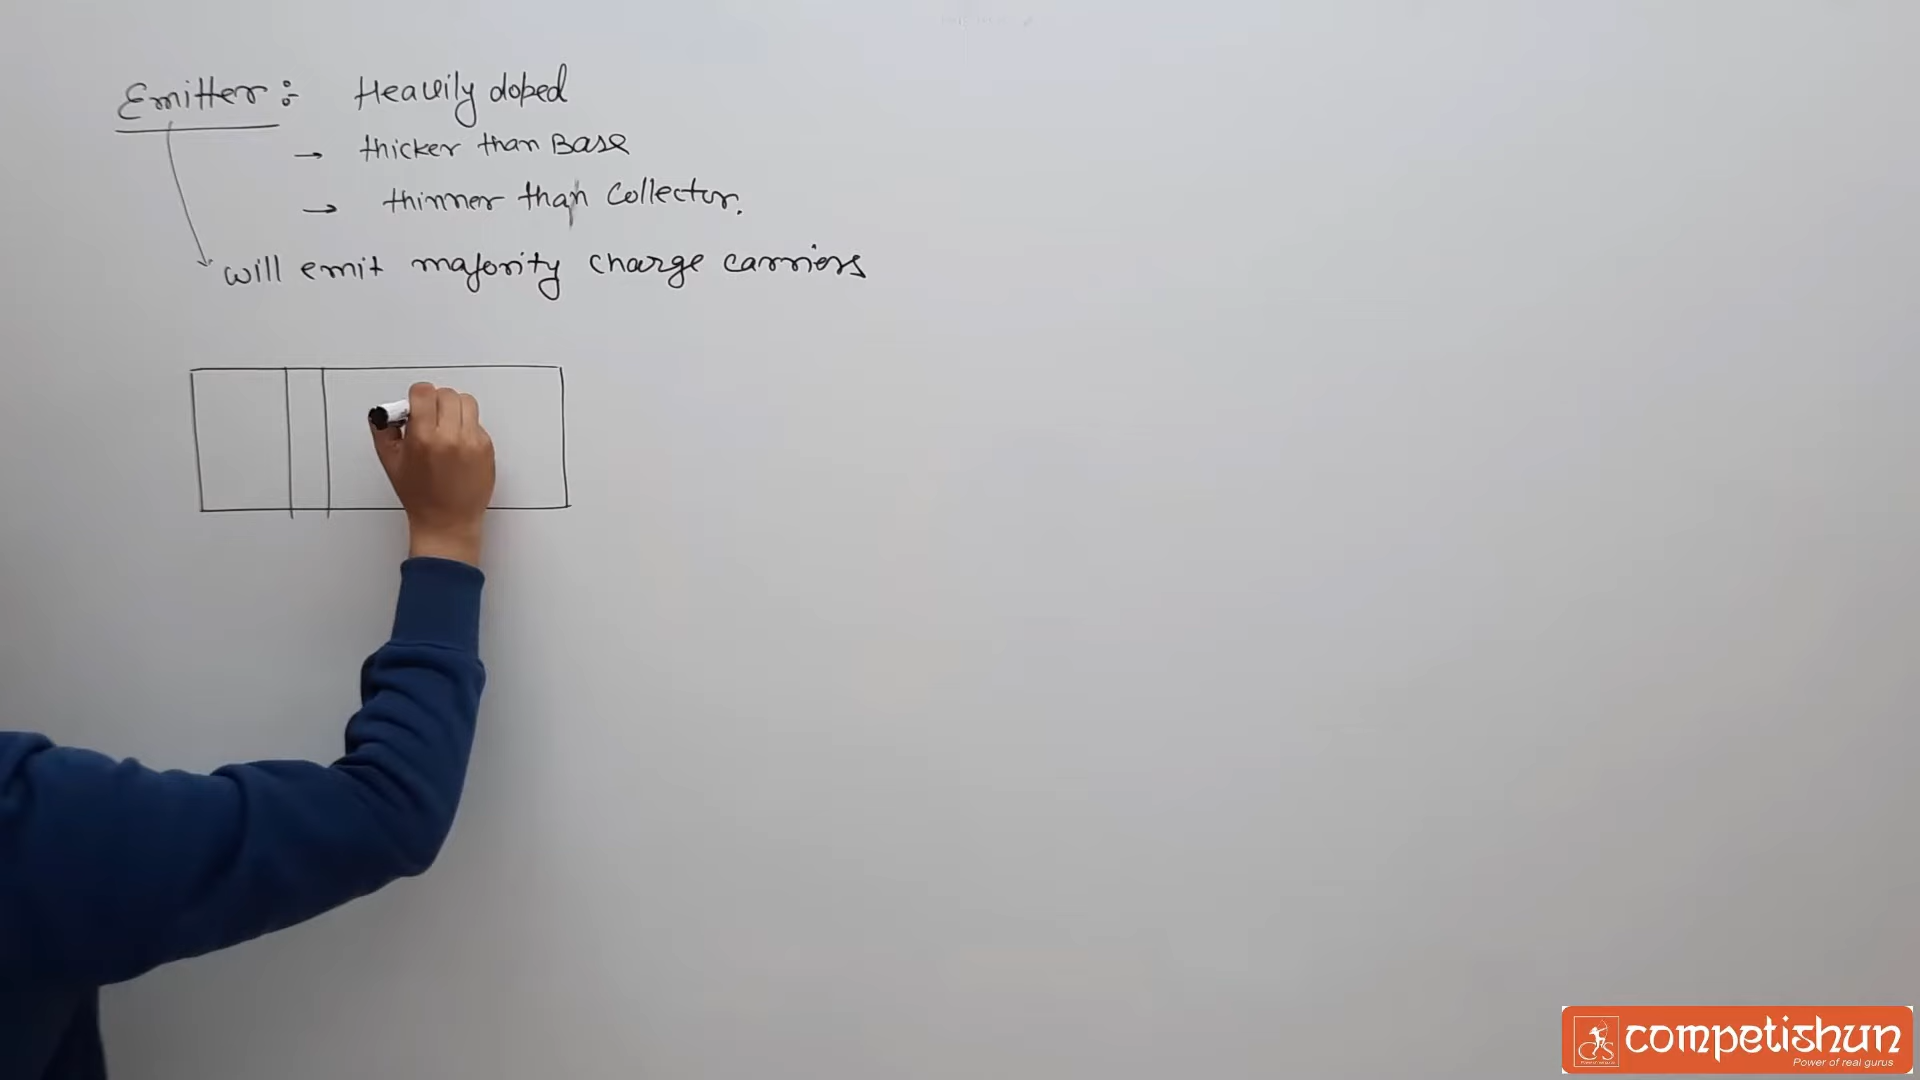 Emitter :- Heavily doped
→ thicker than Base
→ thinner than Collector.
will emit majority charge carriers
competishun
Power of real gurus